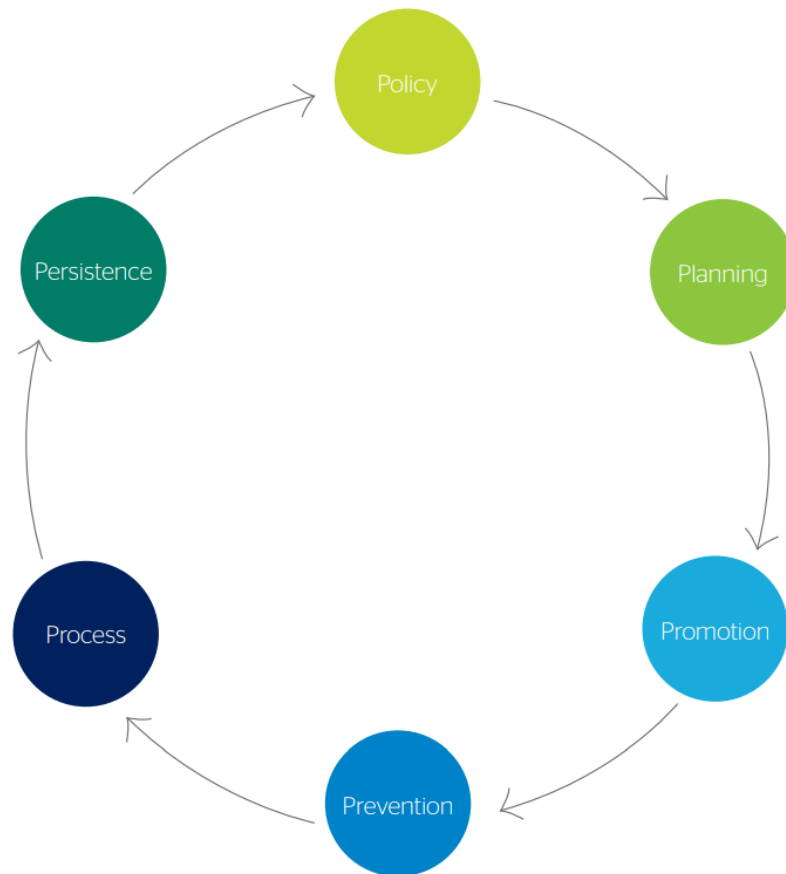 Policy
Planning
Promotion
Prevention
Process
Persistence